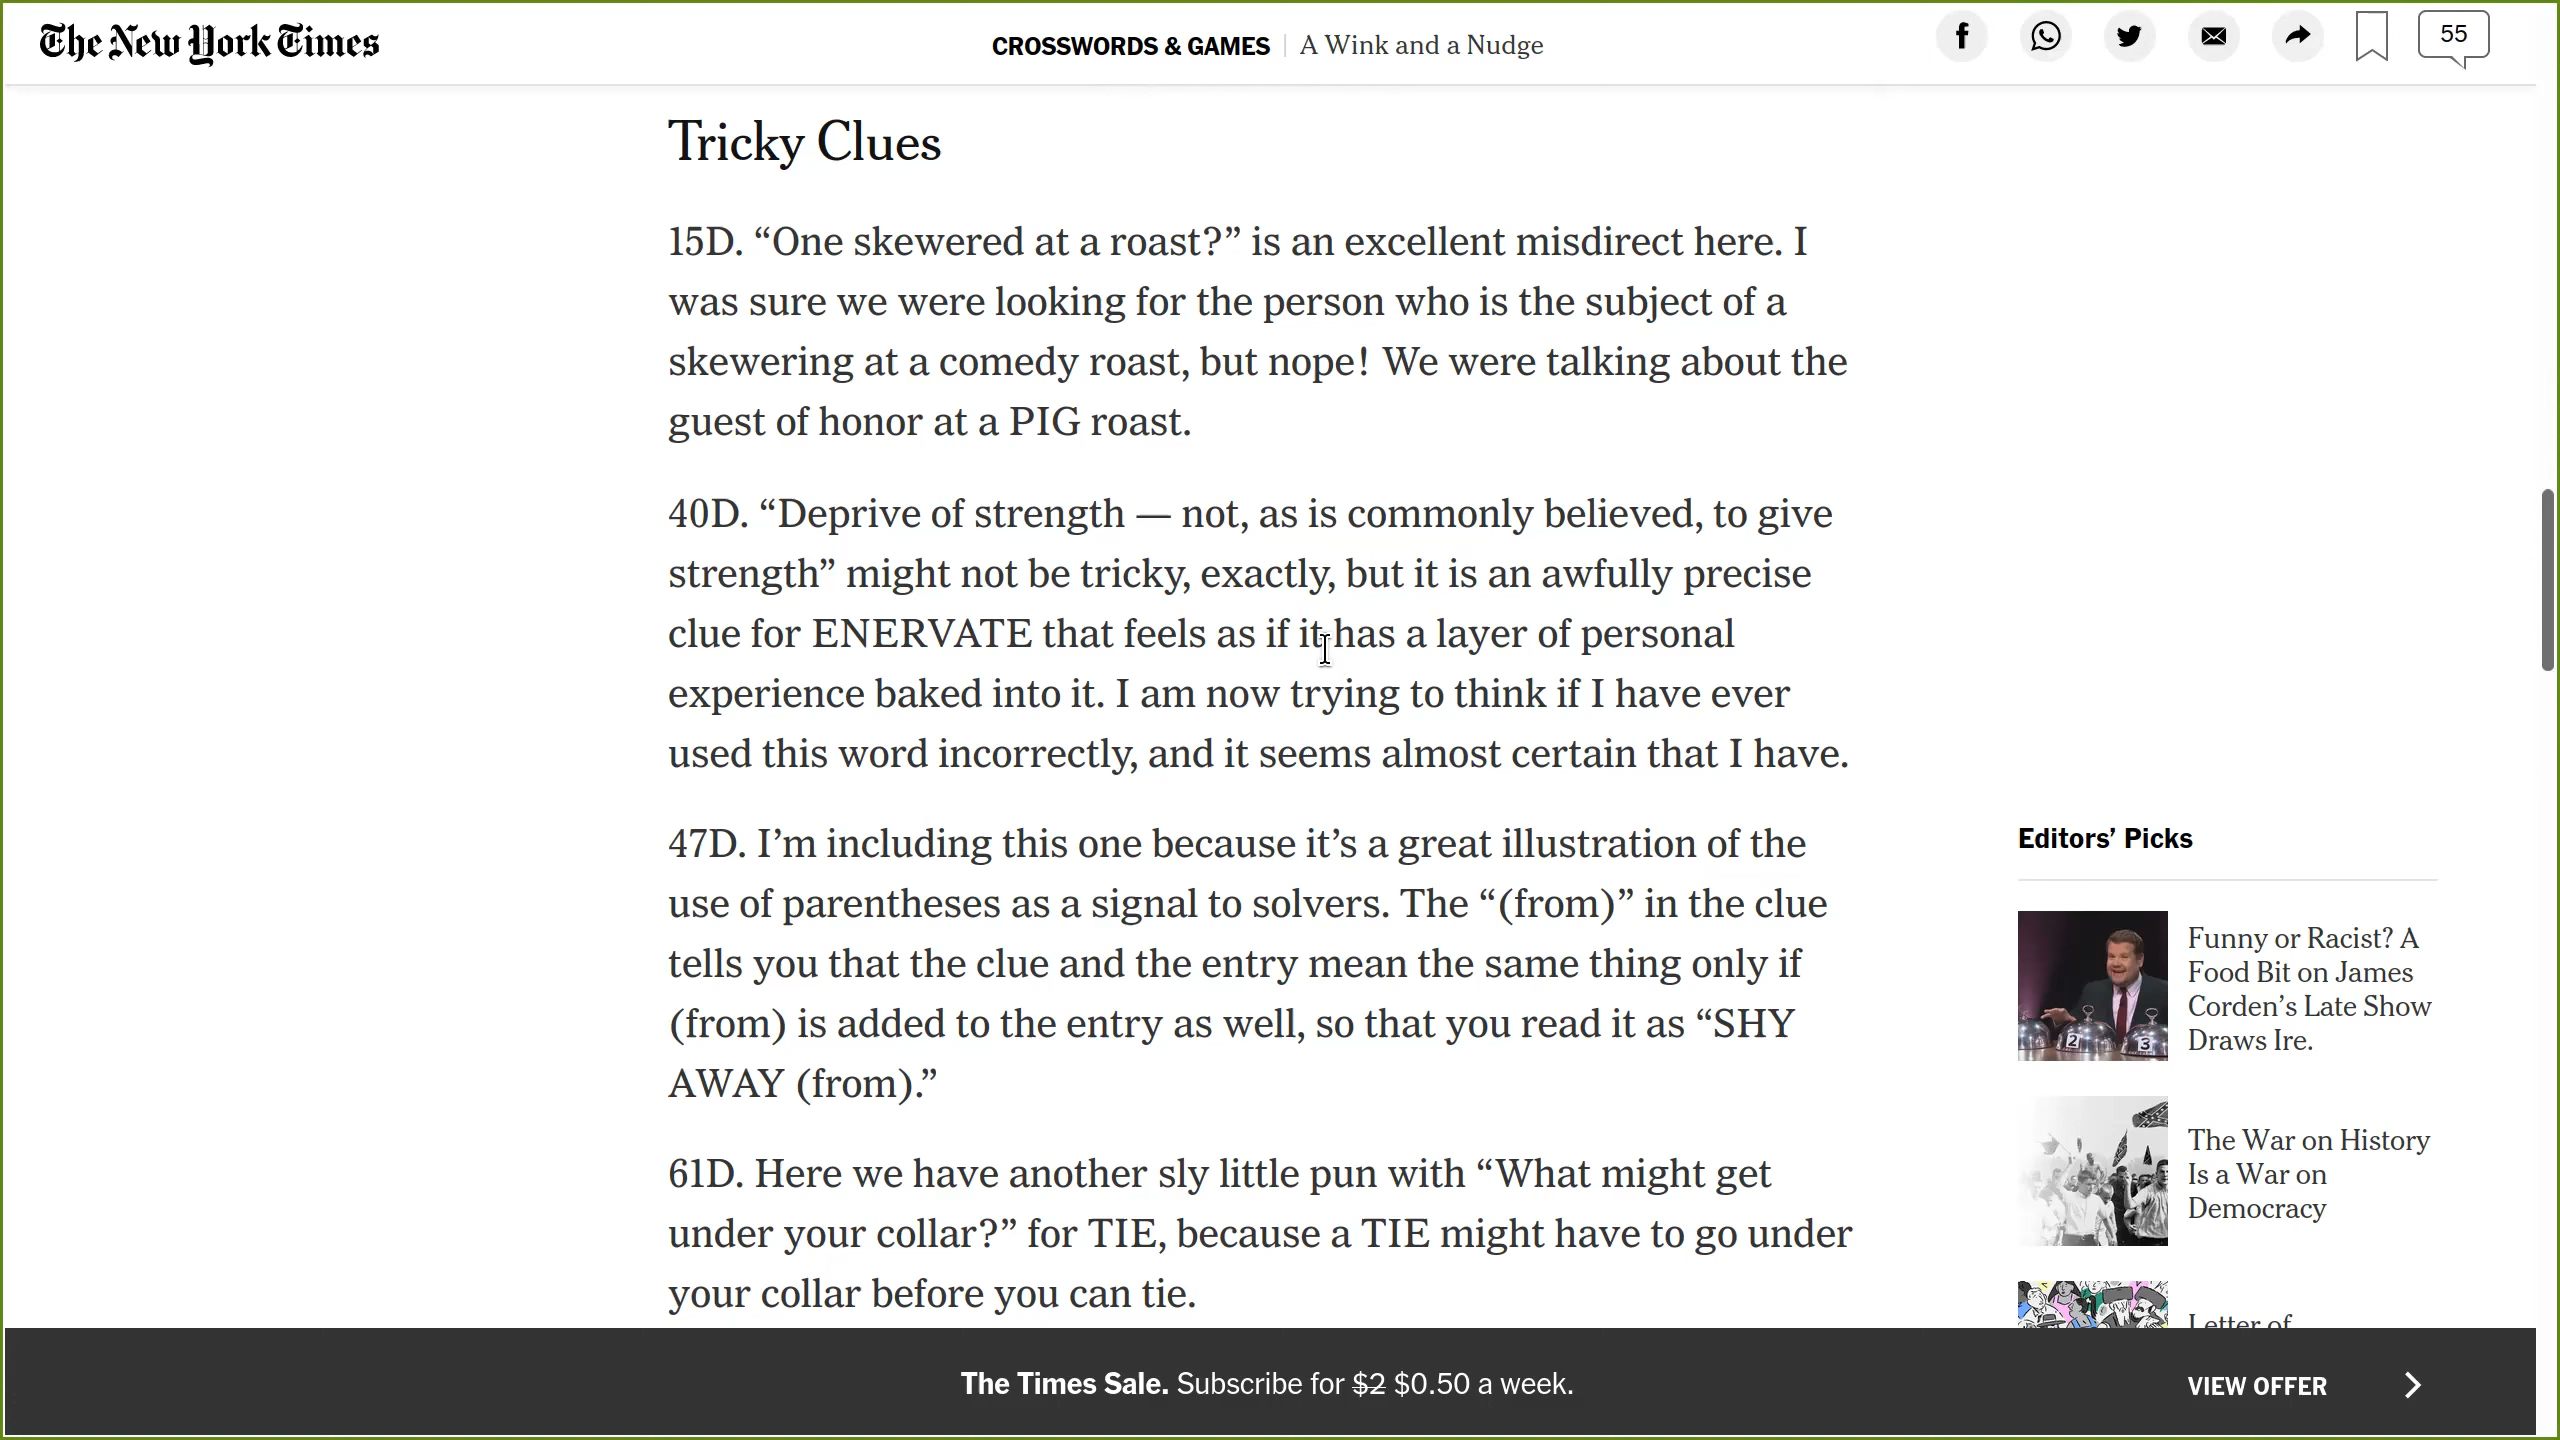 The New York Times
CROSSWORDS & GAMES | A Wink and a Nudge
55
Tricky Clues
15D. “One skewered at a roast?” is an excellent misdirect here. I
was sure we were looking for the person who is the subject of a
skewering at a comedy roast, but nope! We were talking about the
guest of honor at a PIG roast.
40D. “Deprive of strength — not, as is commonly believed, to give
strength” might not be tricky, exactly, but it is an awfully precise
clue for ENERVATE that feels as if it has a layer of personal
experience baked into it. I am now trying to think if I have ever
used this word incorrectly, and it seems almost certain that I have.
47D. I’m including this one because it’s a great illustration of the
use of parentheses as a signal to solvers. The “(from)” in the clue
tells you that the clue and the entry mean the same thing only if
(from) is added to the entry as well, so that you read it as “SHY
AWAY (from).”
61D. Here we have another sly little pun with “What might get
under your collar?” for TIE, because a TIE might have to go under
your collar before you can tie.
Editors’ Picks
Funny or Racist? A
Food Bit on James
Corden’s Late Show
Draws Ire.
2
3
The War on History
Is a War on
Democracy
Letter of
The Times Sale. Subscribe for $2 $0.50 a week.
VIEW OFFER